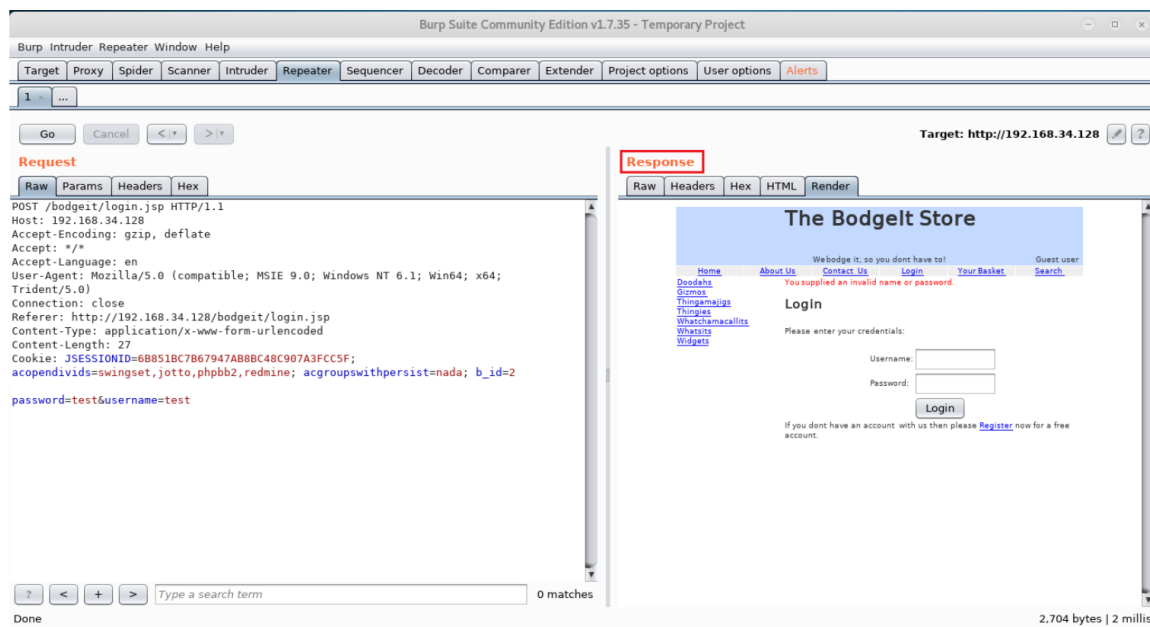 Burp Suite Community Edition v1.7.35 - Temporary Project
Burp Intruder Repeater Window Help
Target Proxy Spider Scanner Intruder Repeater Sequencer Decoder Comparer Extender Project options User options Alerts
1 × ...
Go Cancel < > Target: http://192.168.34.128 ?
Request
Raw Params Headers Hex
POST /bodgeit/login.jsp HTTP/1.1
Host: 192.168.34.128
Accept-Encoding: gzip, deflate
Accept: */*
Accept-Language: en
User-Agent: Mozilla/5.0 (compatible; MSIE 9.0; Windows NT 6.1; Win64; x64;
Trident/5.0)
Connection: close
Referer: http://192.168.34.128/bodgeit/login.jsp
Content-Type: application/x-www-form-urlencoded
Content-Length: 27
Cookie: JSESSIONID=6B851BC7B67947AB8BC48C907A3FCC5F;
acopendivids=swingset,jotto,phpbb2,redmine; acgroupswithpersist=nada; b_id=2
password=test&username=test
? < + > Type a search term 0 matches
Response
Raw Headers Hex HTML Render
The BodgeIt Store
We bodge it, so you dont have to! Guest user
Home About Us Contact Us Login Your Basket Search
Doodahs
Gizmos
Thingamajigs
Thingies
Whatchamacallits
Whatsits
Widgets
You supplied an invalid name or password.
Login
Please enter your credentials:
Username:
Password:
Login
If you dont have an account with us then please Register now for a free
account.
Done 2,704 bytes | 2 millis